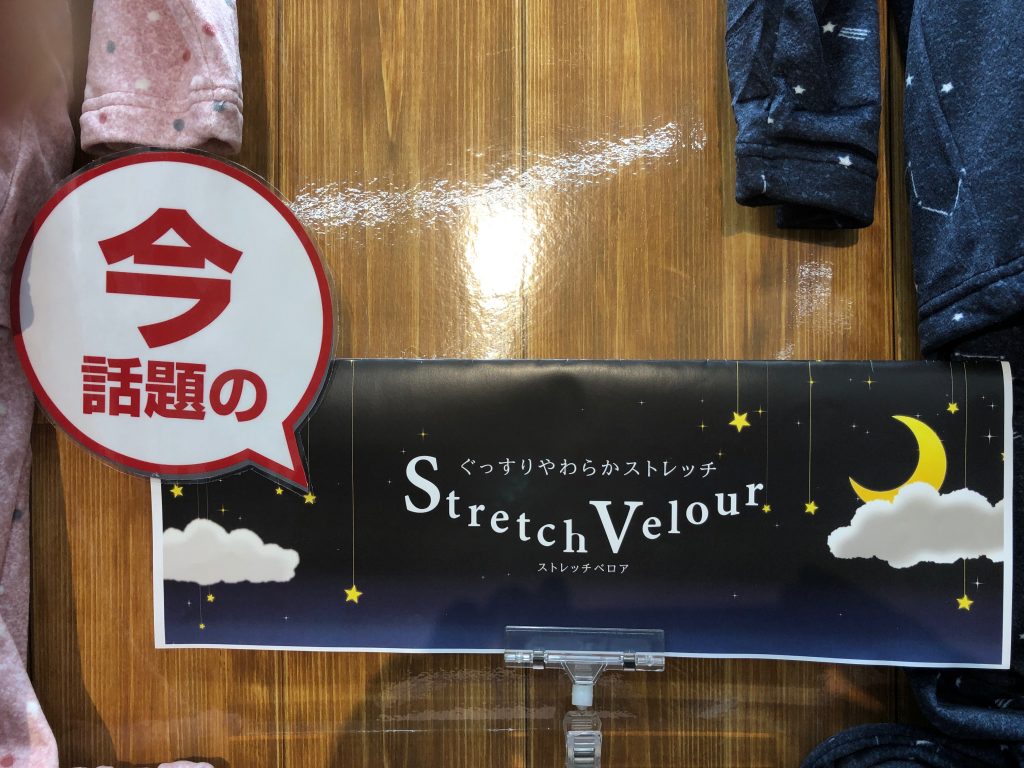 今
話題の
ぐっすりやわらかストレッチ
Stretch Velour
ストレッチベロア